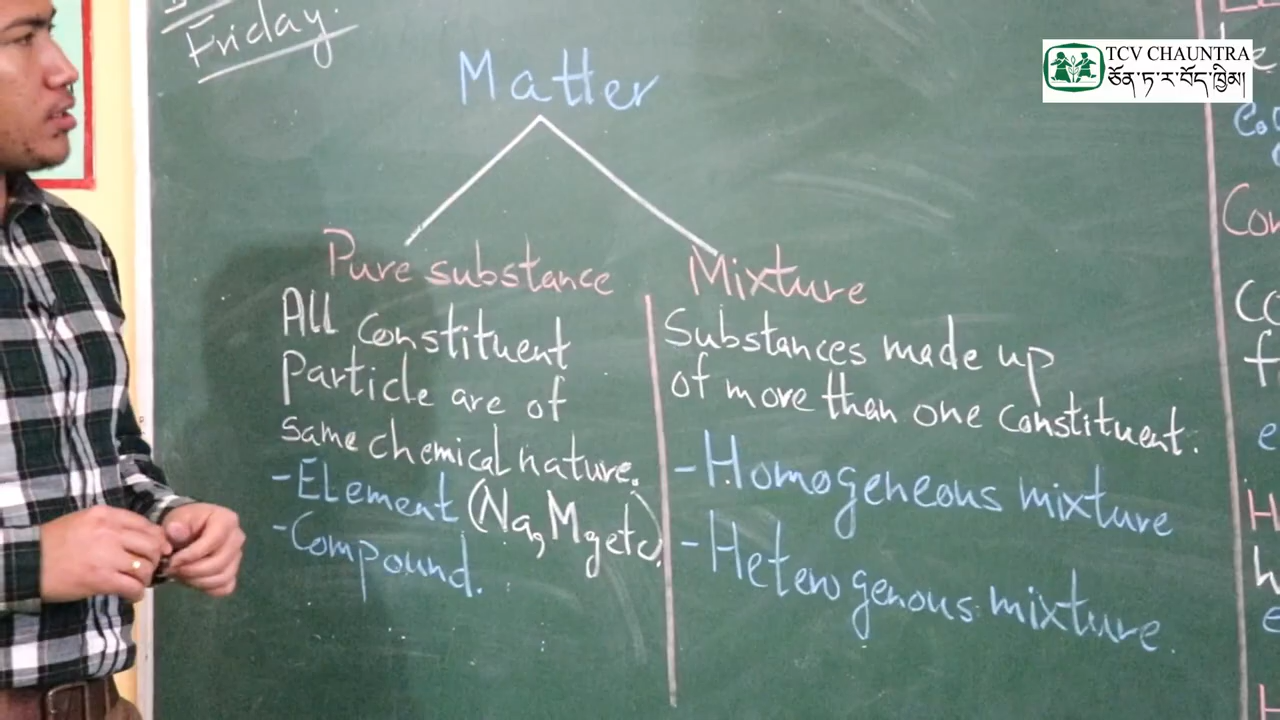 Friday.
TCV CHAUNTRA
ཆོན་ཏ་ར་བོད་ཁྱིམ།
Matter
Pure substance
All constituent
particle are of
same chemical nature.
- Element (Na, Mg etc).
- Compound.
Mixture
Substances made up
of more than one constituent.
- Homogeneous mixture
- Heterogenous mixture.